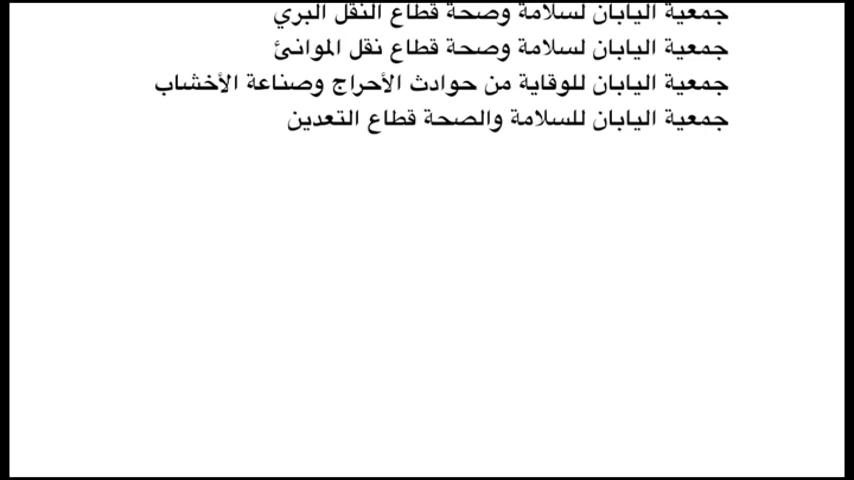 جمعية اليابان لسلامة وصحة قطاع النقل البري
جمعية اليابان لسلامة وصحة قطاع نقل الموانئ
جمعية اليابان للوقاية من حوادث الأحراج وصناعة الأخشاب
جمعية اليابان للسلامة والصحة قطاع التعدين